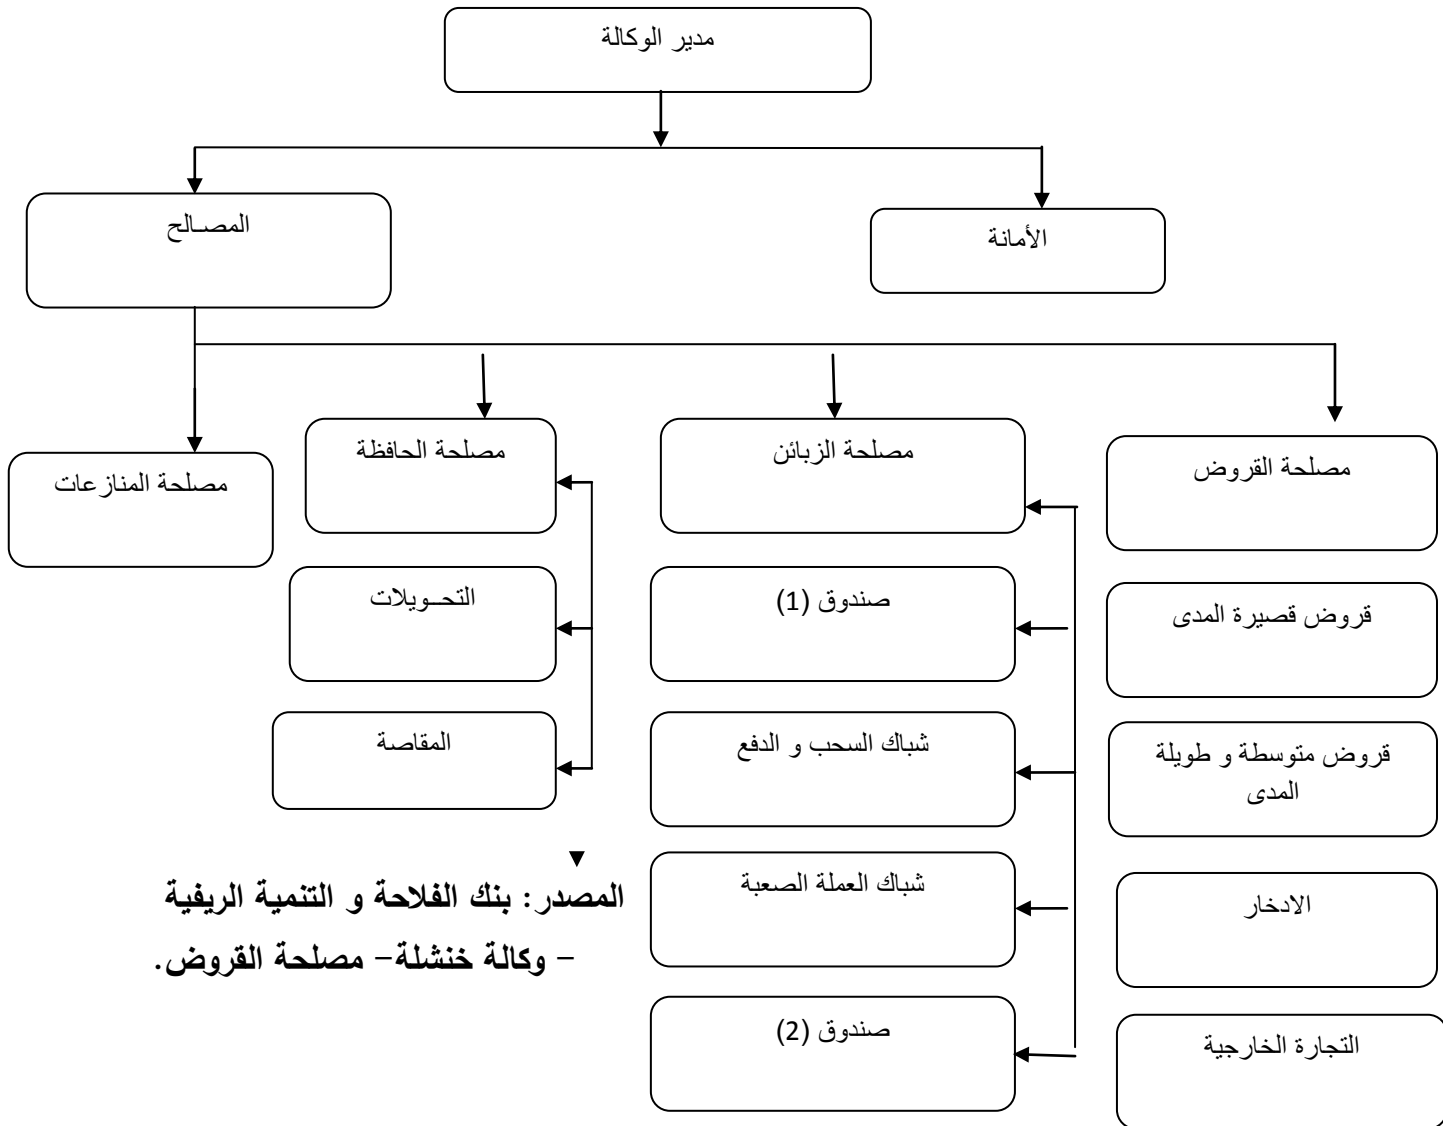 مدير الوكالة
الأمانة
المصالح
مصلحة القروض
مصلحة الزبائن
مصلحة الحافظة
مصلحة المنازعات
قروض قصيرة المدى
صندوق (1)
التحويلات
قروض متوسطة و طويلة
المدى
شباك السحب و الدفع
المقاصة
الادخار
شباك العملة الصعبة
التجارة الخارجية
صندوق (2)
المصدر: بنك الفلاحة و التنمية الريفية
- وكالة خنشلة- مصلحة القروض.